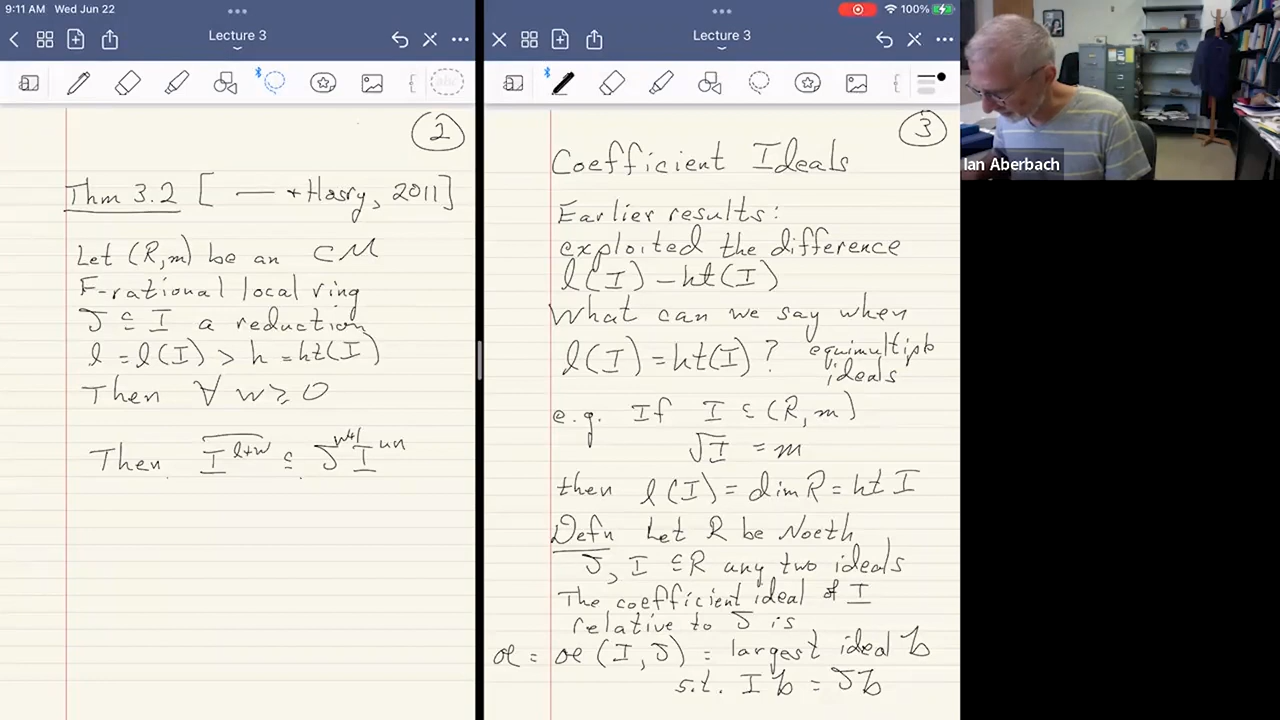 9:11 AM Wed Jun 22
100%
Lecture 3
Lecture 3
2
Thm 3.2 [ — + Hosry, 2011]
Let (R,m) be an CM
F-rational local ring
J ⊆ I a reduction
l = l(I) > h = ht(I)
Then ∀ w ≥ 0
Then \overline{I^{l+w}} ⊆ J^{w+1} I^{un}
3
Coefficient Ideals
Earlier results:
exploited the difference
l(I) - ht(I)
What can we say when
l(I) = ht(I)? equimultiple
ideals
e.g. If I ⊆ (R,m)
√I = m
then l(I) = dim R = ht I
Defn Let R be Noeth
J, I ⊆ R any two ideals
The coefficient ideal of I
relative to J is
𝔞 = 𝔞(I,J) = largest ideal 𝔟
s.t. I𝔟 = J𝔟
Ian Aberbach